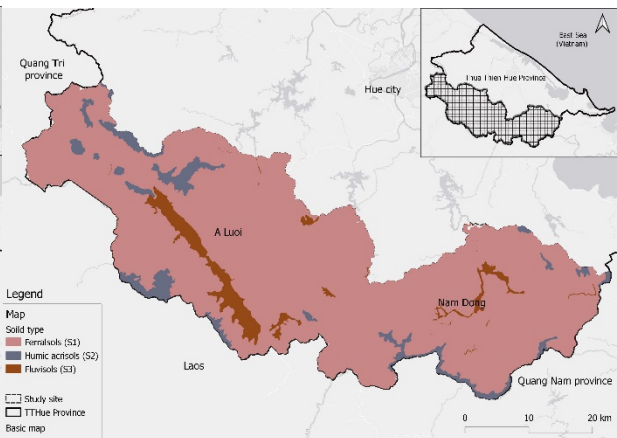 East Sea
(Vietnam)
Thua Thien Hue Province
Quang Tri
province
Hue city
A Luoi
Nam Dong
Laos
Quang Nam province
Legend
Map
Soild type
Ferralsols (S1)
Humic acrisols (S2)
Fluvisols (S3)
Study site
TTHue Province
Basic map
0 10 20 km